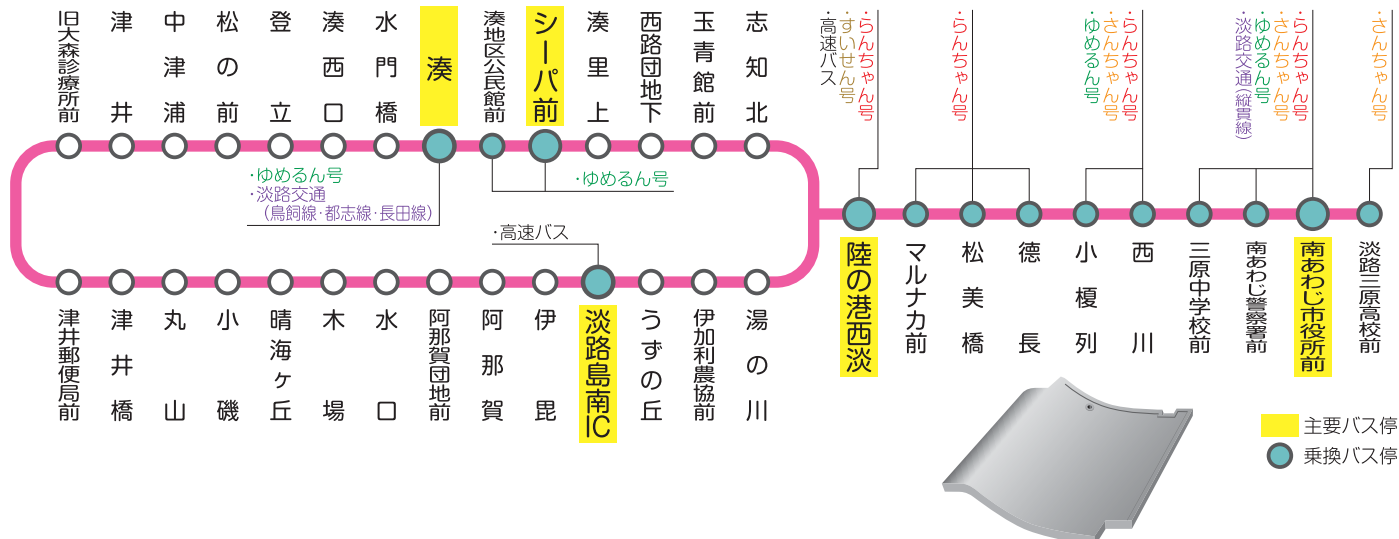 旧大森診療所前
津井
中津浦
松の前
登立
湊西口
水門橋
湊
湊地区公民館前
シーパ前
湊里上
西路団地下
玉青館前
志知北
・らんちゃん号
・すいせん号
・高速バス
・らんちゃん号
・らんちゃん号
・さんちゃん号
・ゆめるん号
・らんちゃん号
・さんちゃん号
・ゆめるん号
・淡路交通(縦貫線)
・さんちゃん号
・ゆめるん号
・淡路交通
(鳥飼線・都志線・長田線)
・ゆめるん号
・高速バス
陸の港西淡
マルナカ前
松美橋
徳長
小榎列
西川
三原中学校前
南あわじ警察署前
南あわじ市役所前
淡路三原高校前
津井郵便局前
津井橋
丸山
小磯
晴海ヶ丘
木場
水口
阿那賀団地前
阿那賀
伊毘
淡路島南IC
うずの丘
伊加利農協前
湯の川
主要バス停
乗換バス停